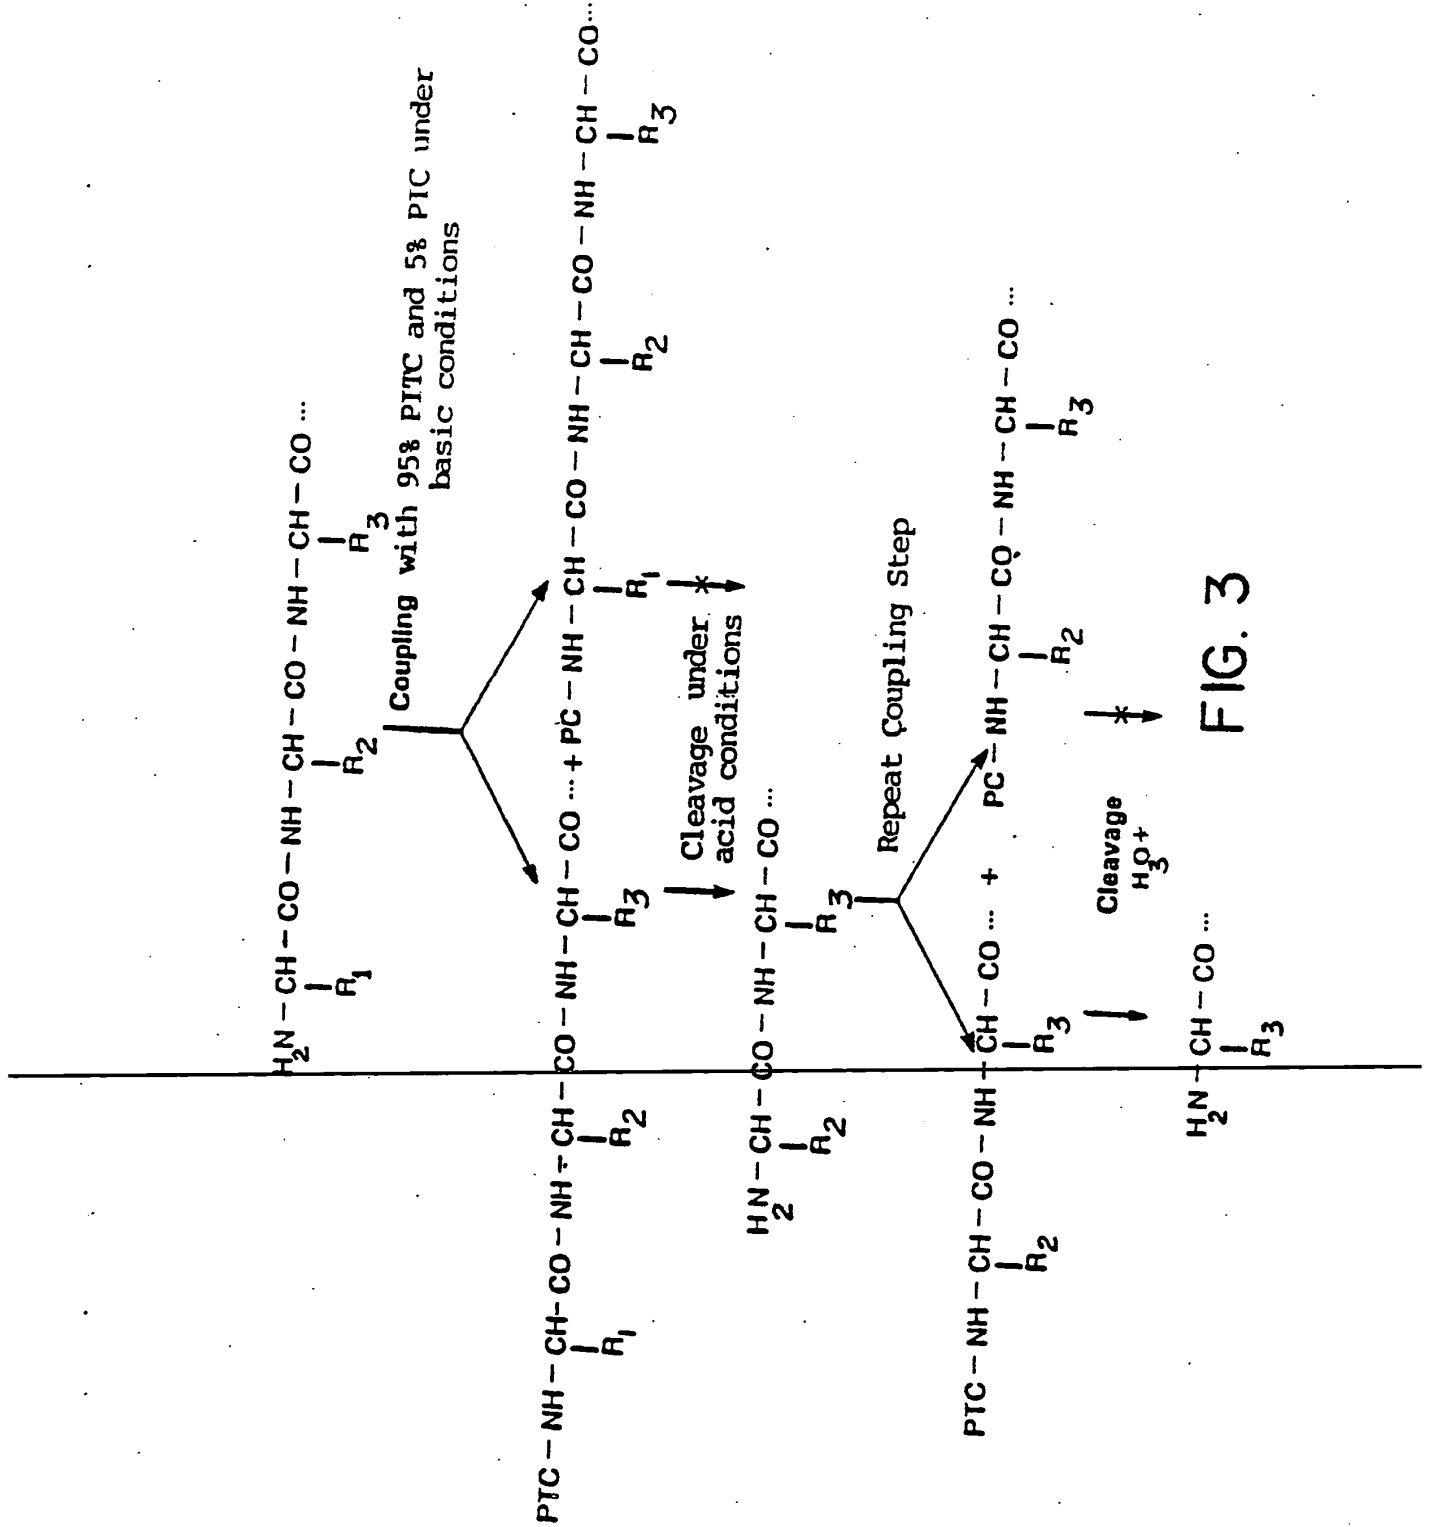 H2N — CH — CO — NH — CH — CO — NH — CH — CO ...
R1 R2 R3
Coupling with 95% PITC and 5% PIC under
basic conditions
PTC — NH — CH — CO — NH — CH — CO — NH — CH — CO ... + PC — NH — CH — CO — NH — CH — CO — NH — CH — CO ...
R1 R2 R3 R1 R2 R3
Cleavage under
acid conditions
H2N — CH — CO — NH — CH — CO ...
R2 R3
Repeat Coupling Step
PTC — NH — CH — CO — NH — CH — CO ... + PC — NH — CH — CO — NH — CH — CO ...
R2 R3 R2 R3
Cleavage
H3O+
H2N — CH — CO ...
R3
FIG. 3